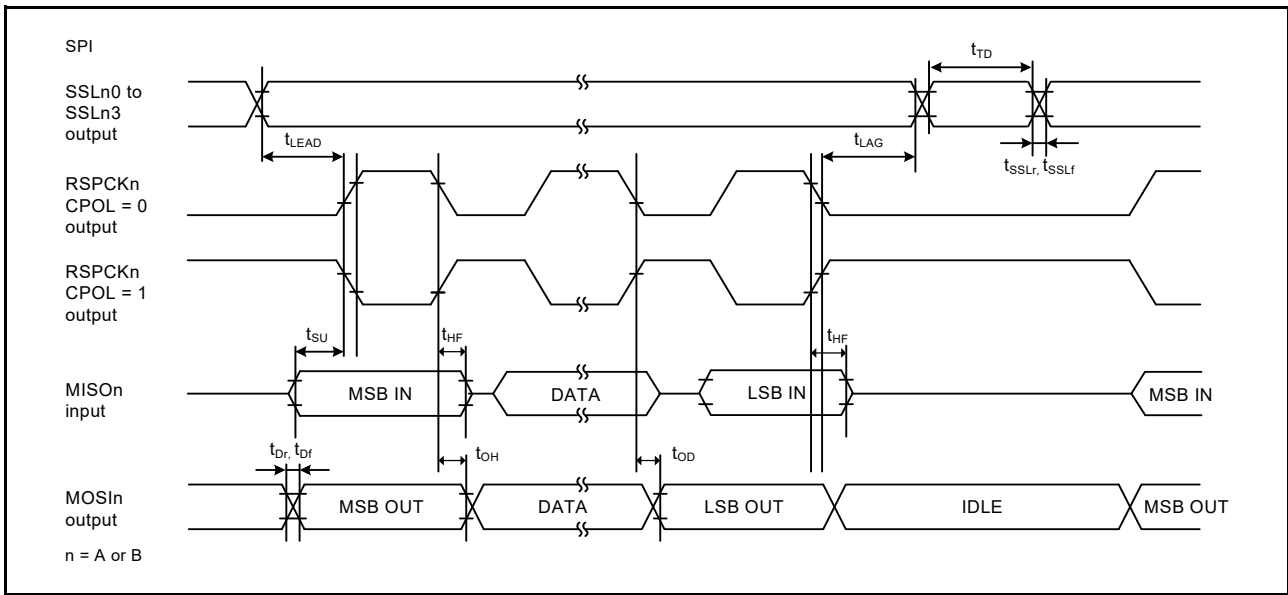 SPI
tTD
SSLn0 to
SSLn3
output
tLEAD
tLAG
tSSLr, tSSLf
RSPCKn
CPOL = 0
output
RSPCKn
CPOL = 1
output
tSU
tHF
tHF
MISOn
input
MSB IN
DATA
LSB IN
MSB IN
tDr, tDf
tOH
tOD
MOSIn
output
MSB OUT
DATA
LSB OUT
IDLE
MSB OUT
n = A or B